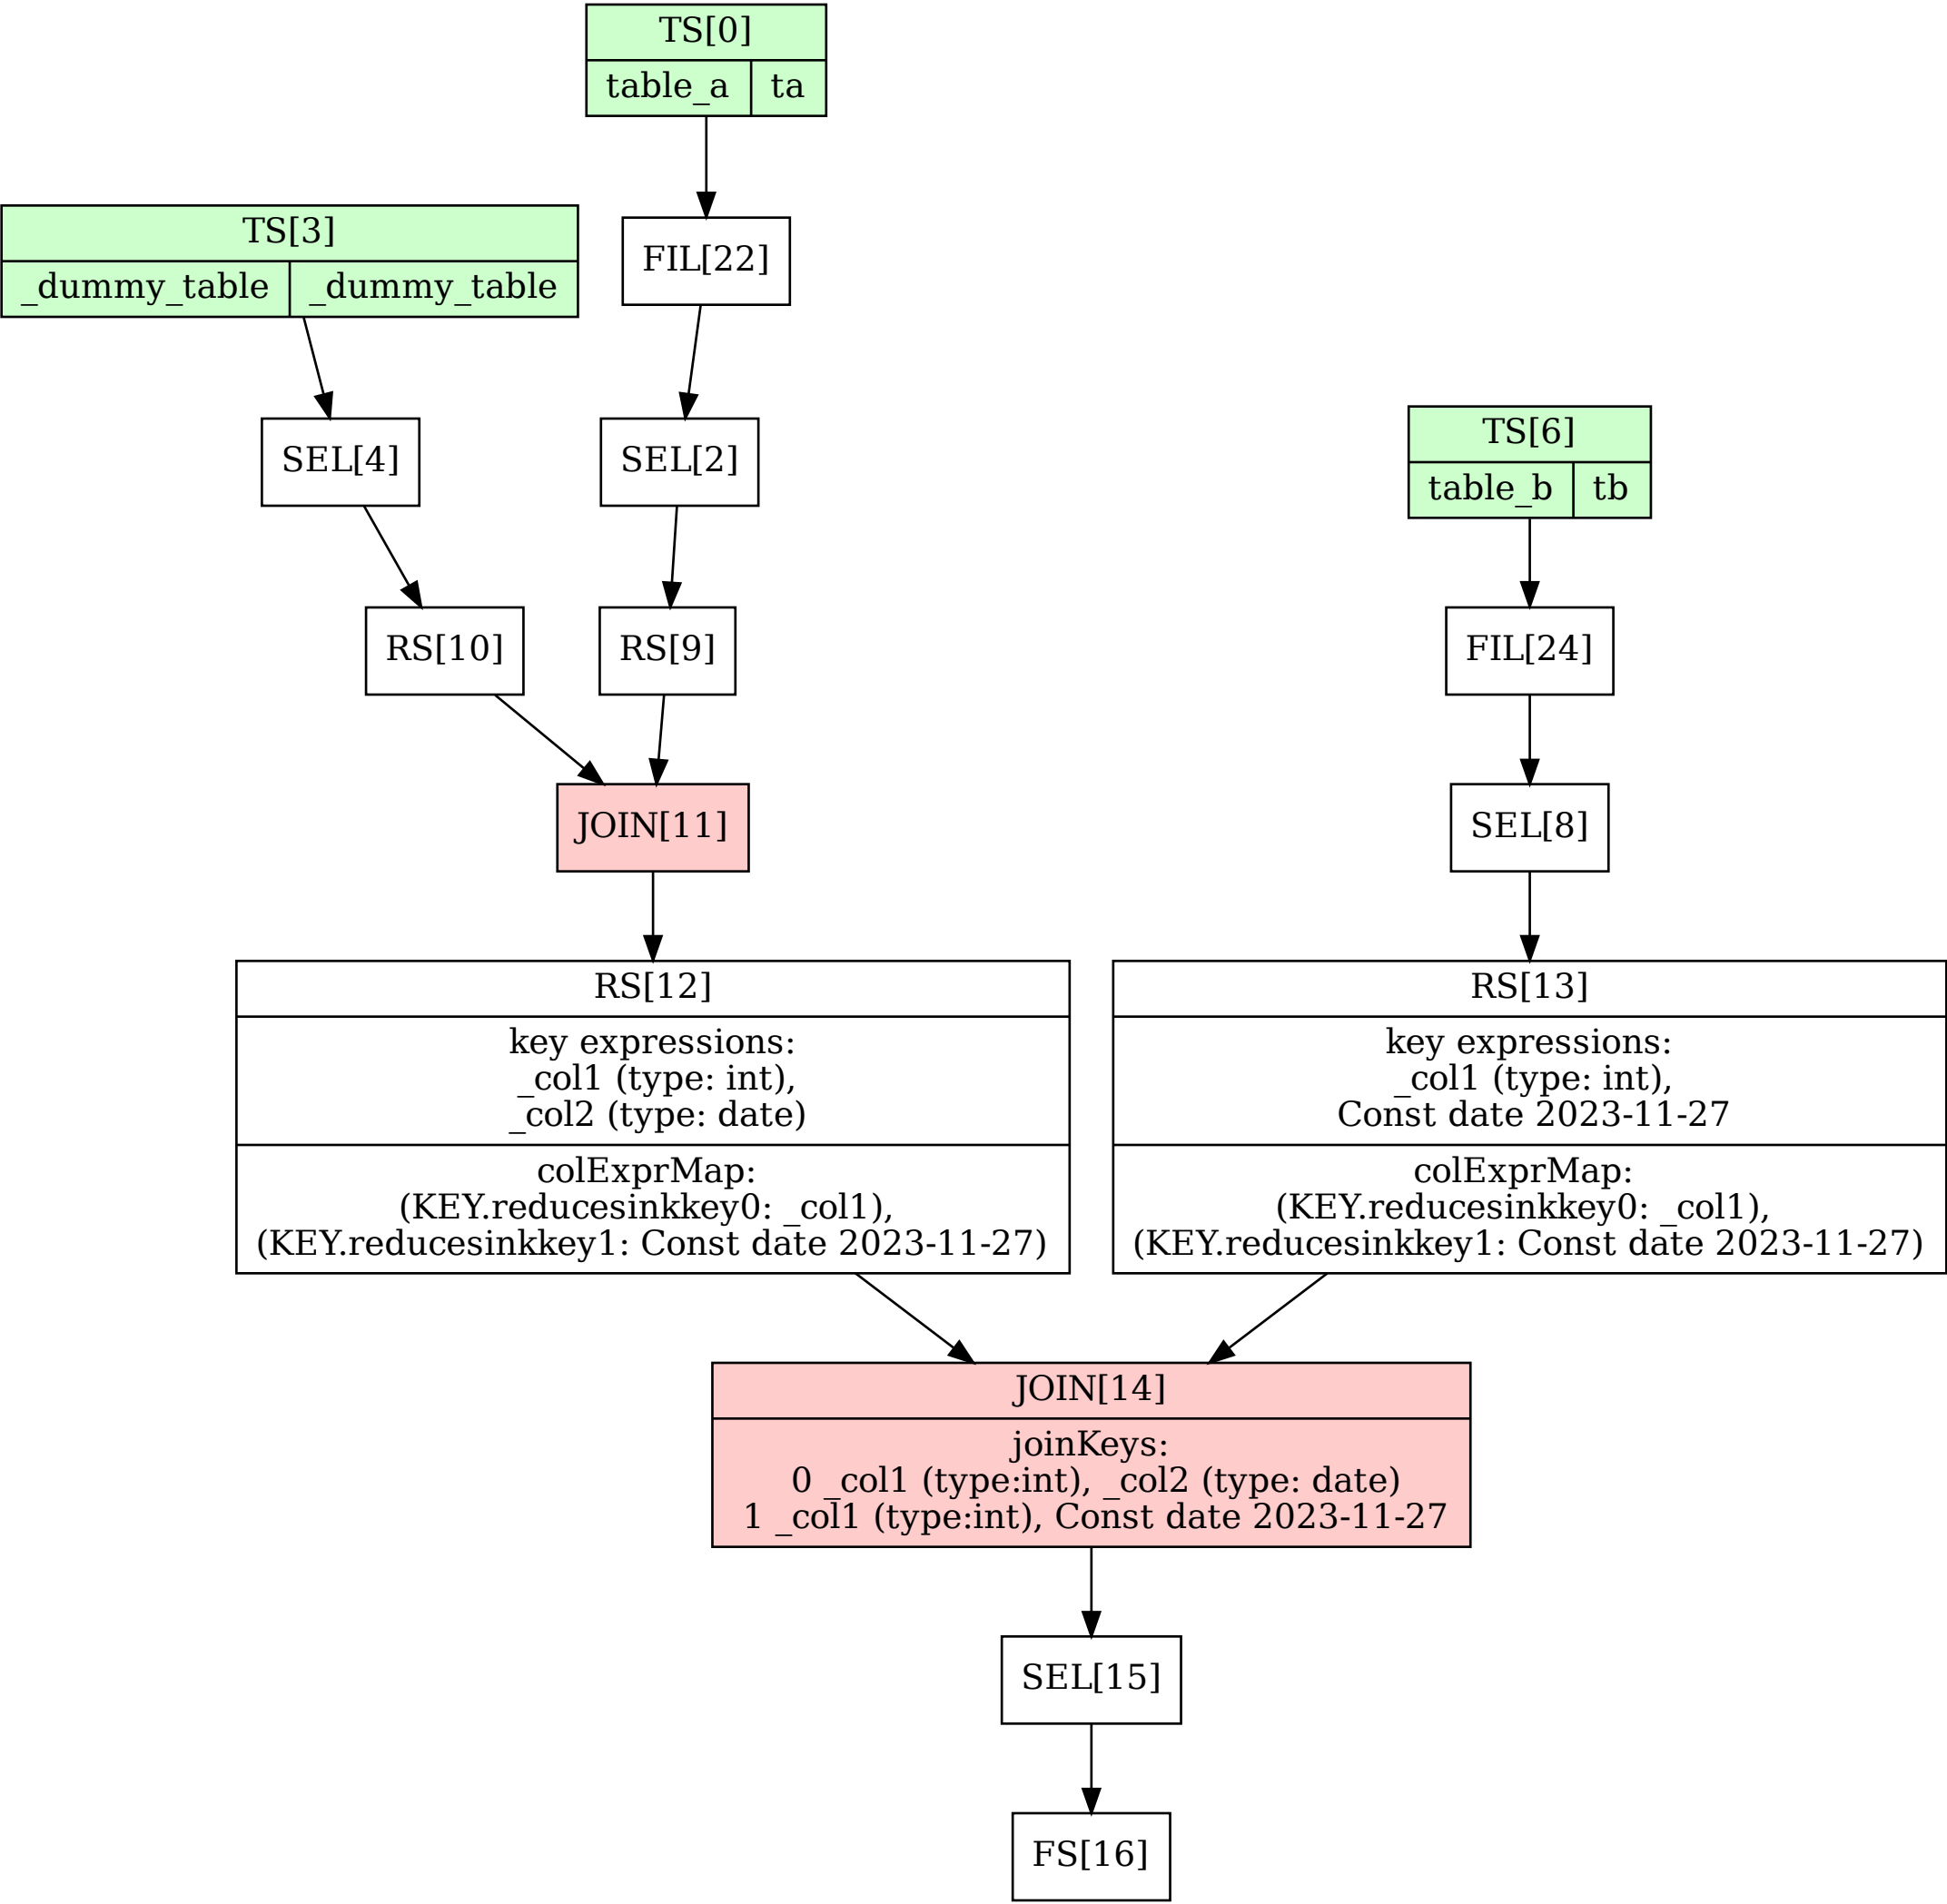 TS[0]
table_a ta
TS[3]
_dummy_table _dummy_table
FIL[22]
SEL[4]
SEL[2]
TS[6]
table_b tb
RS[10]
RS[9]
FIL[24]
JOIN[11]
SEL[8]
RS[12]
key expressions:
_col1 (type: int),
_col2 (type: date)
colExprMap:
(KEY.reducesinkkey0: _col1),
(KEY.reducesinkkey1: Const date 2023-11-27)
RS[13]
key expressions:
_col1 (type: int),
Const date 2023-11-27
colExprMap:
(KEY.reducesinkkey0: _col1),
(KEY.reducesinkkey1: Const date 2023-11-27)
JOIN[14]
joinKeys:
0 _col1 (type:int), _col2 (type: date)
1 _col1 (type:int), Const date 2023-11-27
SEL[15]
FS[16]